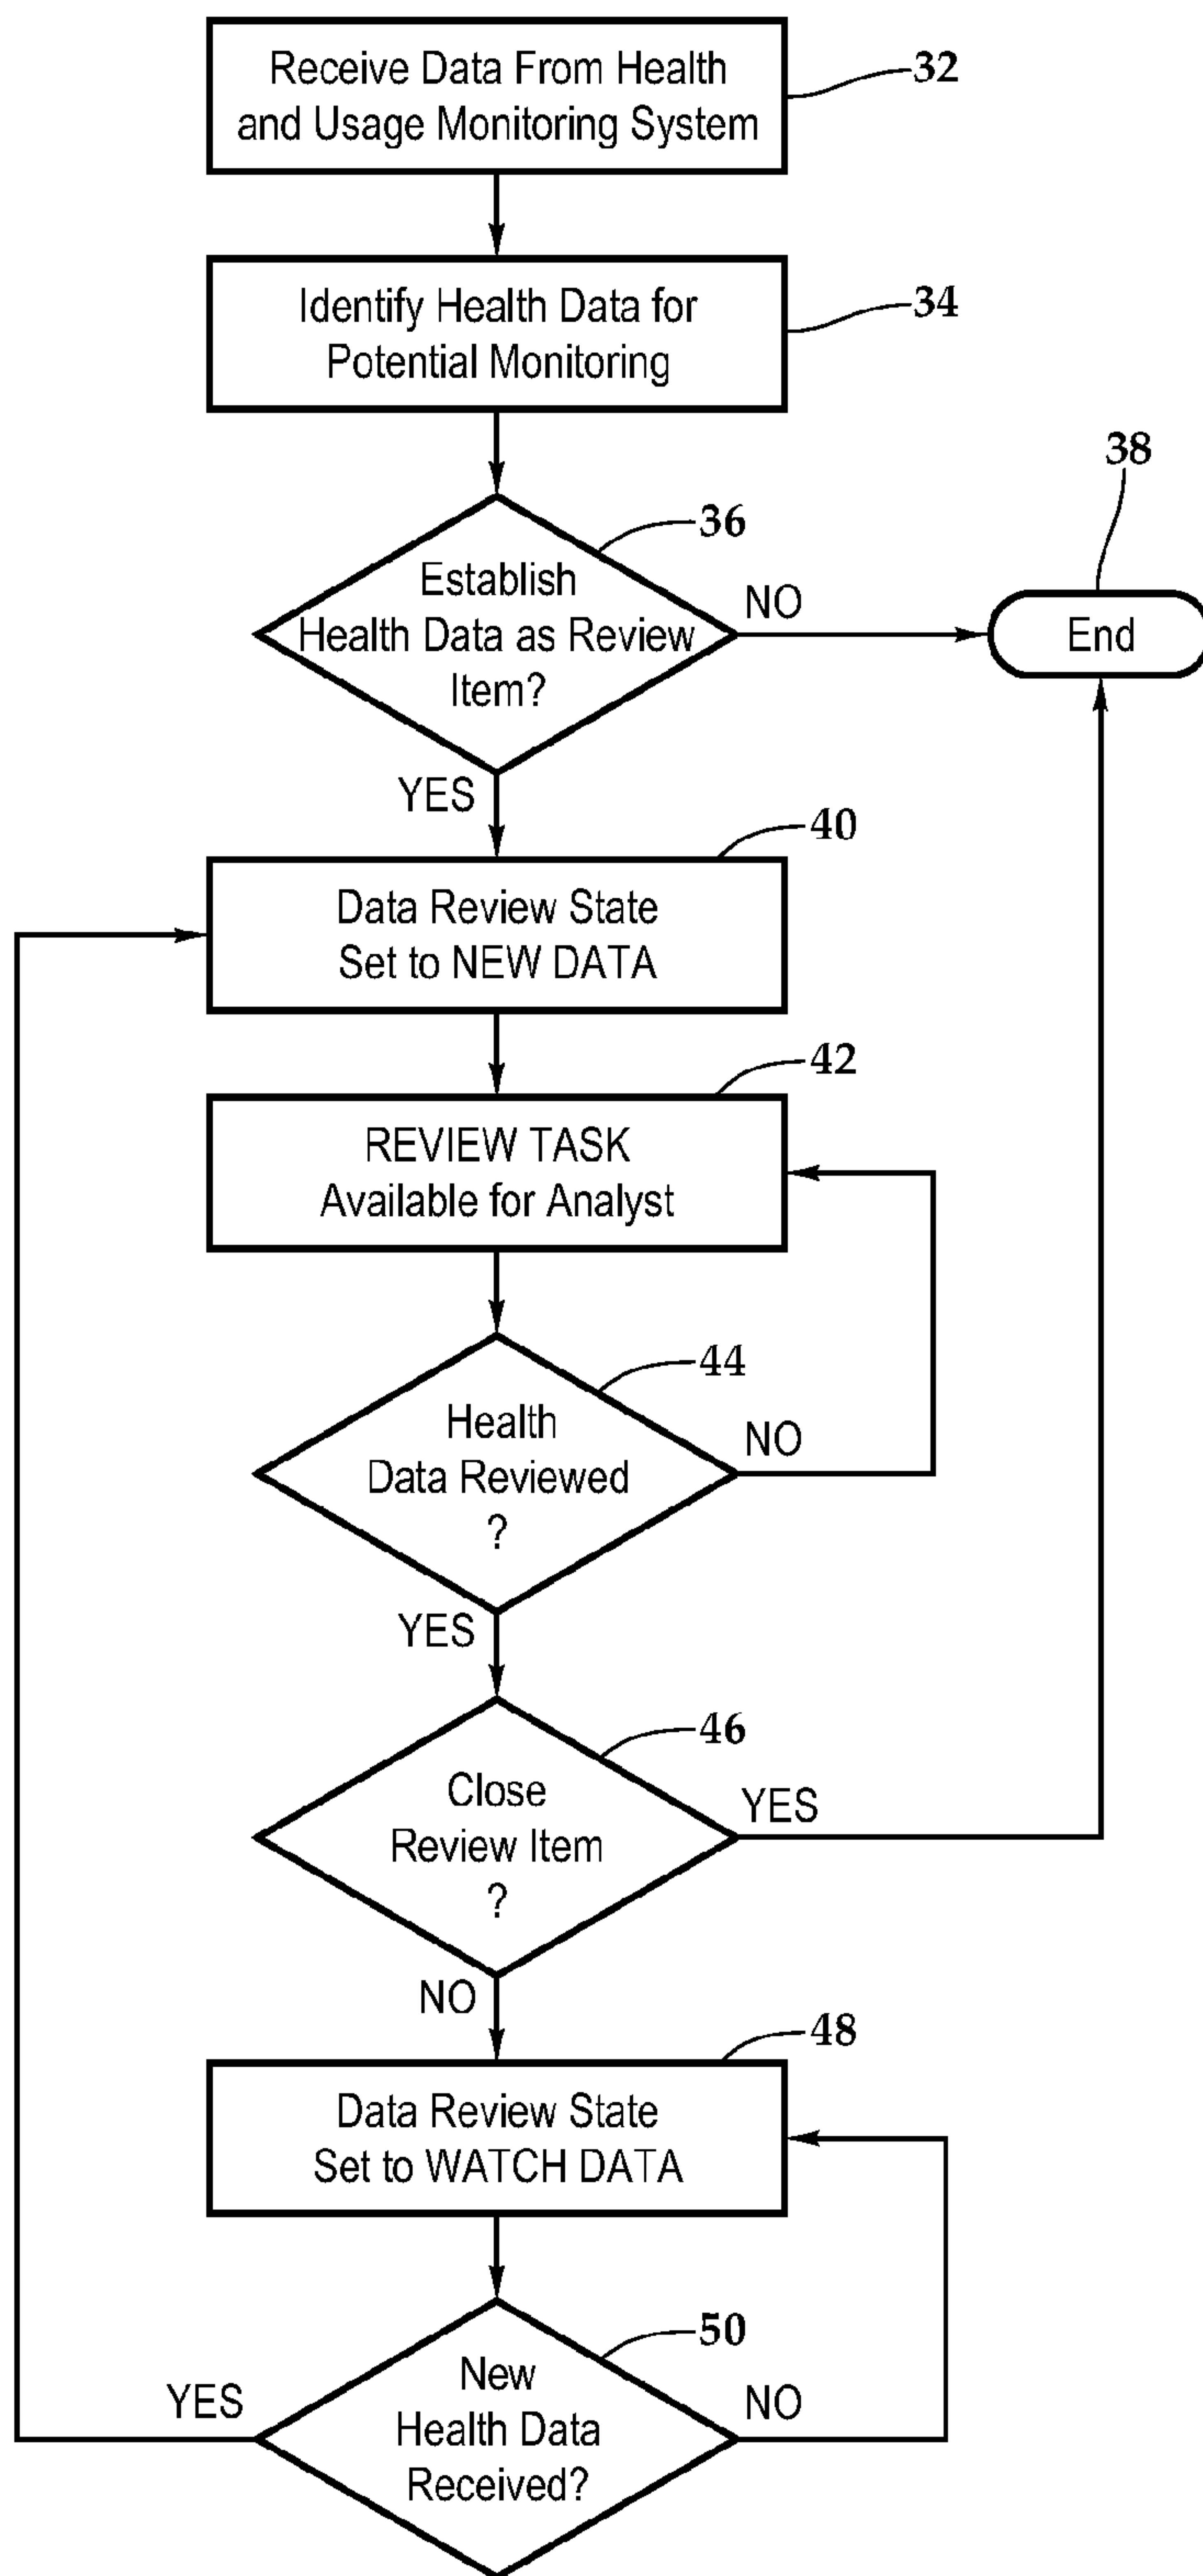 Receive Data From Health
and Usage Monitoring System
32
Identify Health Data for
Potential Monitoring
34
38
36
Establish
Health Data as Review
Item?
NO
End
YES
40
Data Review State
Set to NEW DATA
42
REVIEW TASK
Available for Analyst
44
Health
Data Reviewed
?
NO
YES
46
Close
Review Item
?
YES
NO
48
Data Review State
Set to WATCH DATA
50
New
Health Data
Received?
YES
NO